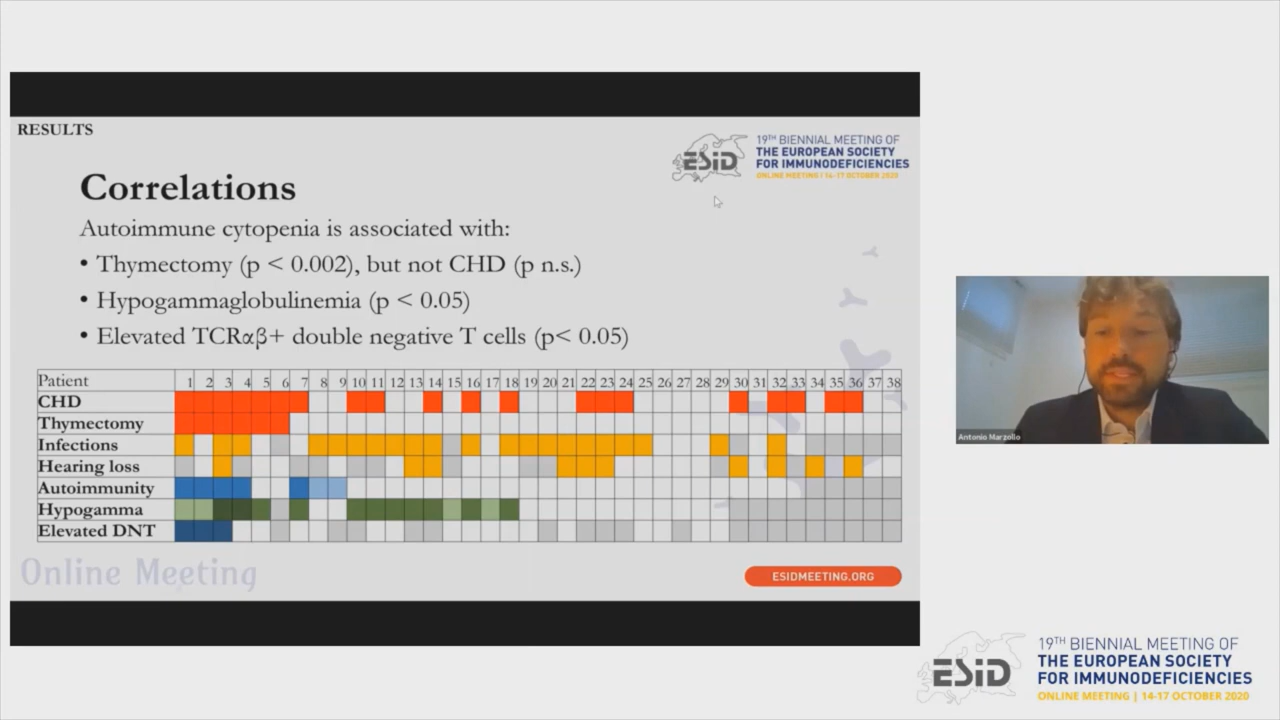 RESULTS
19TH BIENNIAL MEETING OF
THE EUROPEAN SOCIETY
FOR IMMUNODEFICIENCIES
ONLINE MEETING | 14-17 OCTOBER 2020
ESiD
Correlations
Autoimmune cytopenia is associated with:
• Thymectomy (p < 0.002), but not CHD (p n.s.)
• Hypogammaglobulinemia (p < 0.05)
• Elevated TCRαβ+ double negative T cells (p< 0.05)
Patient 1 2 3 4 5 6 7 8 9 10 11 12 13 14 15 16 17 18 19 20 21 22 23 24 25 26 27 28 29 30 31 32 33 34 35 36 37 38
CHD
Thymectomy
Infections
Hearing loss
Autoimmunity
Hypogamma
Elevated DNT
Online Meeting
ESIDMEETING.ORG
Antonio Marzollo
ESiD
19TH BIENNIAL MEETING OF
THE EUROPEAN SOCIETY
FOR IMMUNODEFICIENCIES
ONLINE MEETING | 14-17 OCTOBER 2020